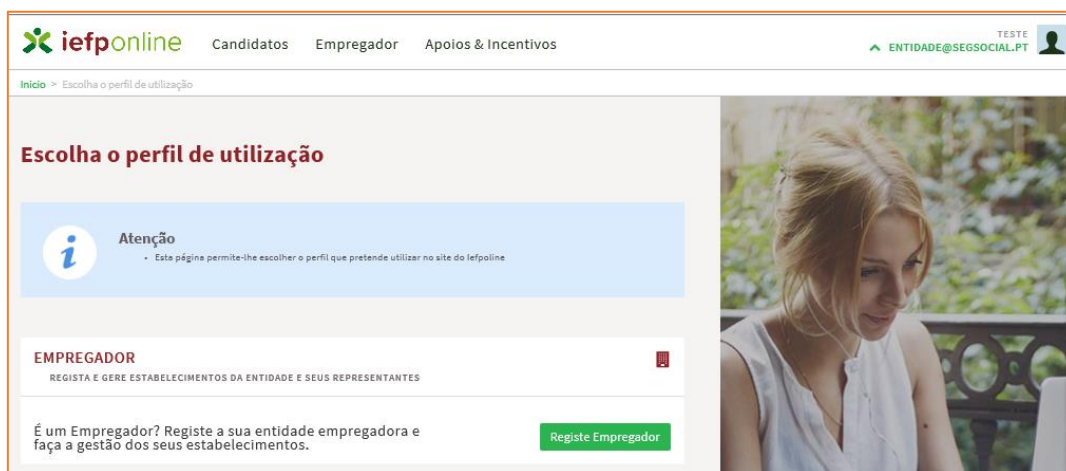 iefponline
Candidatos Empregador Apoios & Incentivos
TESTE
ENTIDADE@SEGSOCIAL.PT
Início > Escolha o perfil de utilização
Escolha o perfil de utilização
Atenção
• Esta página permite-lhe escolher o perfil que pretende utilizar no site do Iefpoline
EMPREGADOR
REGISTA E GERE ESTABELECIMENTOS DA ENTIDADE E SEUS REPRESENTANTES
É um Empregador? Registe a sua entidade empregadora e
faça a gestão dos seus estabelecimentos.
Registe Empregador